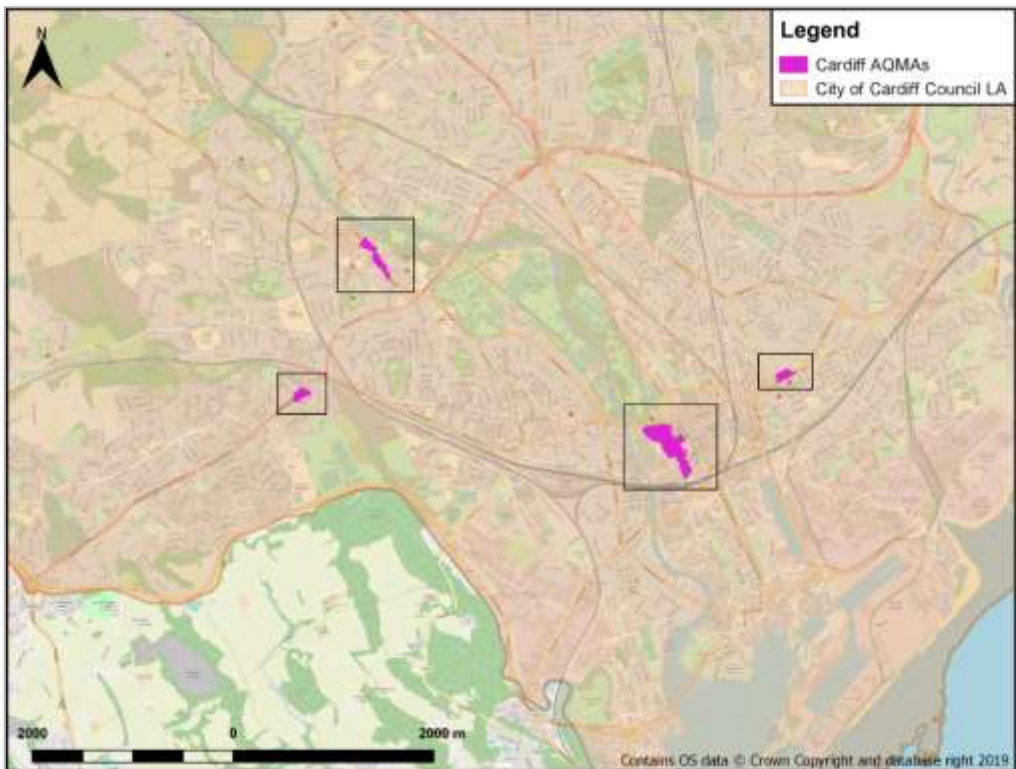 N
Legend
Cardiff AQMAs
City of Cardiff Council LA
2000
0
2000 m
Contains OS data © Crown Copyright and database right 2019